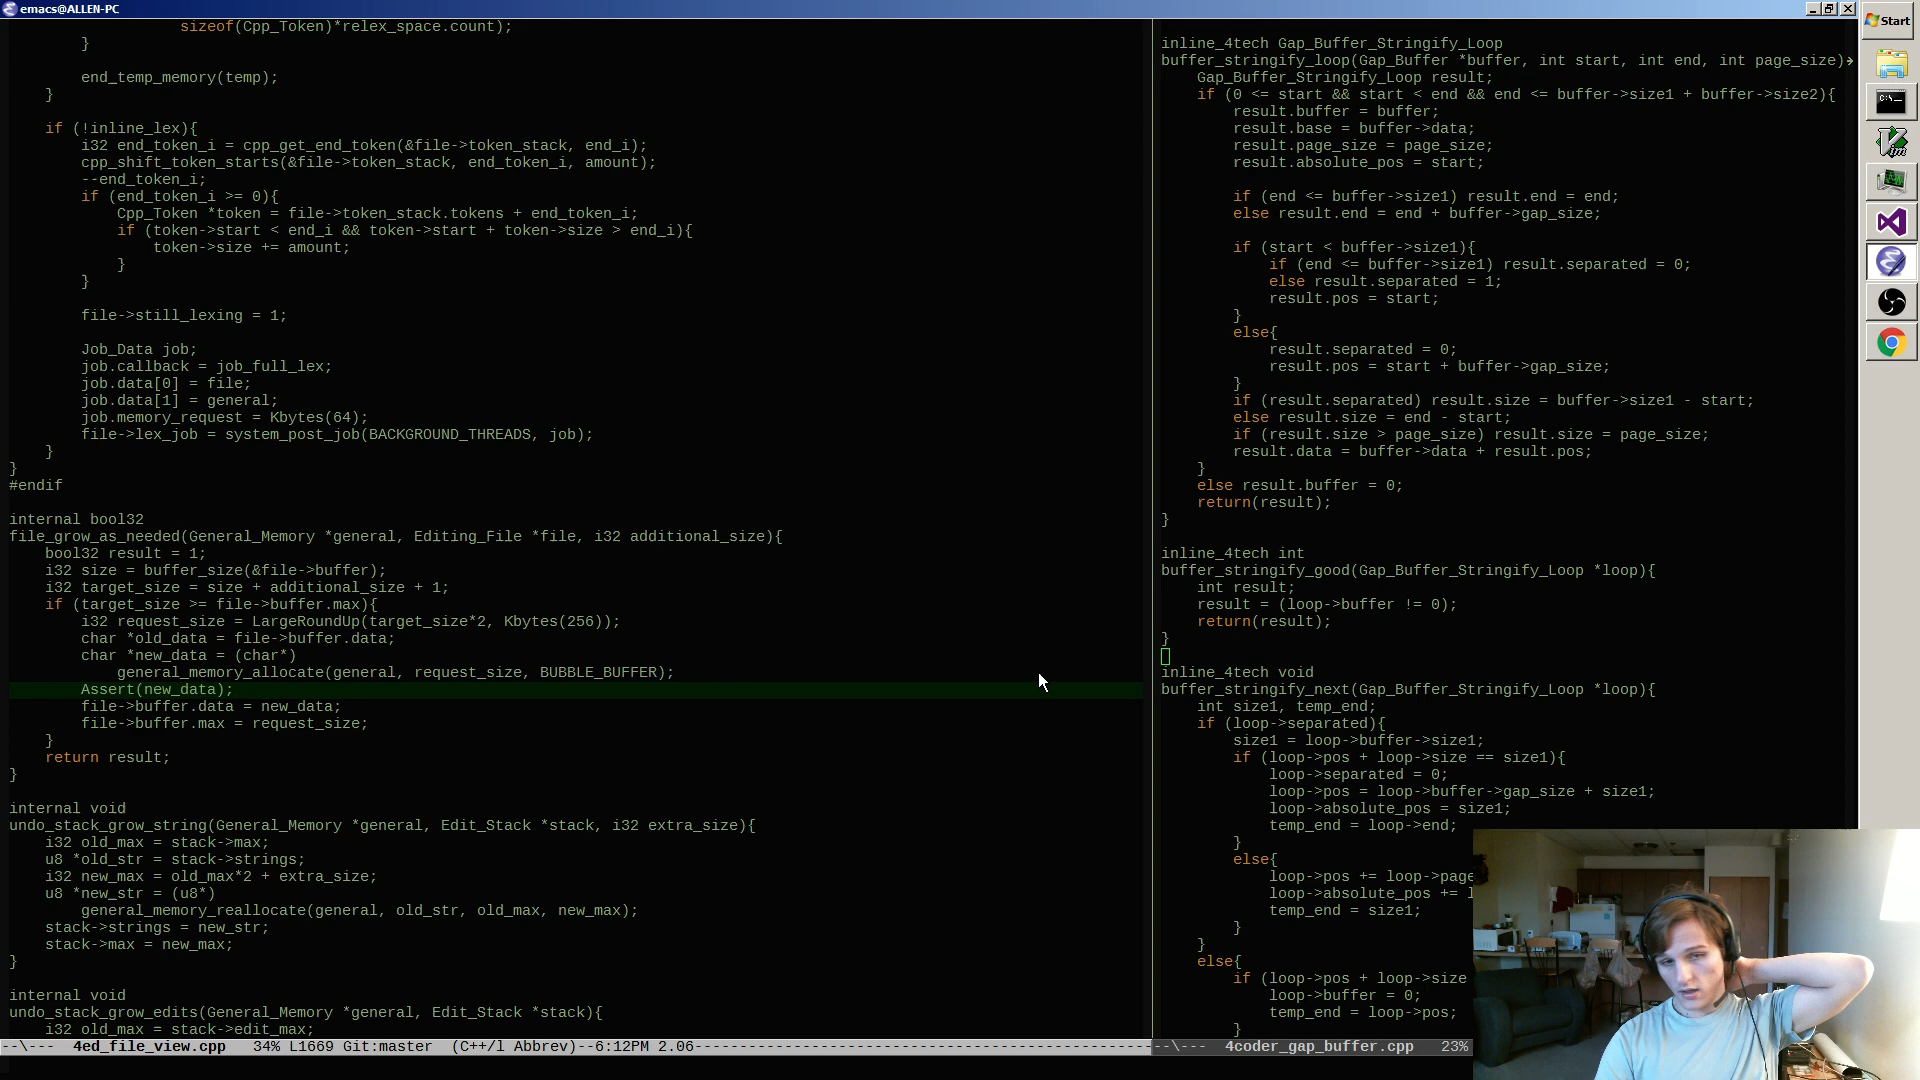 emacs@ALLEN-PC
sizeof(Cpp_Token)*relex_space.count);
}
end_temp_memory(temp);
}
if (!inline_lex){
i32 end_token_i = cpp_get_end_token(&file->token_stack, end_i);
cpp_shift_token_starts(&file->token_stack, end_token_i, amount);
--end_token_i;
if (end_token_i >= 0){
Cpp_Token *token = file->token_stack.tokens + end_token_i;
if (token->start < end_i && token->start + token->size > end_i){
token->size += amount;
}
}
file->still_lexing = 1;
Job_Data job;
job.callback = job_full_lex;
job.data[0] = file;
job.data[1] = general;
job.memory_request = Kbytes(64);
file->lex_job = system_post_job(BACKGROUND_THREADS, job);
}
}
#endif
internal bool32
file_grow_as_needed(General_Memory *general, Editing_File *file, i32 additional_size){
bool32 result = 1;
i32 size = buffer_size(&file->buffer);
i32 target_size = size + additional_size + 1;
if (target_size >= file->buffer.max){
i32 request_size = LargeRoundUp(target_size*2, Kbytes(256));
char *old_data = file->buffer.data;
char *new_data = (char*)
general_memory_allocate(general, request_size, BUBBLE_BUFFER);
Assert(new_data);
file->buffer.data = new_data;
file->buffer.max = request_size;
}
return result;
}
internal void
undo_stack_grow_string(General_Memory *general, Edit_Stack *stack, i32 extra_size){
i32 old_max = stack->max;
u8 *old_str = stack->strings;
i32 new_max = old_max*2 + extra_size;
u8 *new_str = (u8*)
general_memory_reallocate(general, old_str, old_max, new_max);
stack->strings = new_str;
stack->max = new_max;
}
internal void
undo_stack_grow_edits(General_Memory *general, Edit_Stack *stack){
i32 old_max = stack->edit_max;
--\--- 4ed_file_view.cpp 34% L1669 Git:master (C++/l Abbrev)--6:12PM 2.06---------------------------------------------------
inline_4tech Gap_Buffer_Stringify_Loop
buffer_stringify_loop(Gap_Buffer *buffer, int start, int end, int page_size)
Gap_Buffer_Stringify_Loop result;
if (0 <= start && start < end && end <= buffer->size1 + buffer->size2){
result.buffer = buffer;
result.base = buffer->data;
result.page_size = page_size;
result.absolute_pos = start;
if (end <= buffer->size1) result.end = end;
else result.end = end + buffer->gap_size;
if (start < buffer->size1){
if (end <= buffer->size1) result.separated = 0;
else result.separated = 1;
result.pos = start;
}
else{
result.separated = 0;
result.pos = start + buffer->gap_size;
}
if (result.separated) result.size = buffer->size1 - start;
else result.size = end - start;
if (result.size > page_size) result.size = page_size;
result.data = buffer->data + result.pos;
}
else result.buffer = 0;
return(result);
}
inline_4tech int
buffer_stringify_good(Gap_Buffer_Stringify_Loop *loop){
int result;
result = (loop->buffer != 0);
return(result);
}
inline_4tech void
buffer_stringify_next(Gap_Buffer_Stringify_Loop *loop){
int size1, temp_end;
if (loop->separated){
size1 = loop->buffer->size1;
if (loop->pos + loop->size == size1){
loop->separated = 0;
loop->pos = loop->buffer->gap_size + size1;
loop->absolute_pos = size1;
temp_end = loop->end;
}
else{
loop->pos += loop->page
loop->absolute_pos +=
temp_end = size1;
}
}
else{
if (loop->pos + loop->size
loop->buffer = 0;
temp_end = loop->pos;
}
--\--- 4coder_gap_buffer.cpp 23%
Start